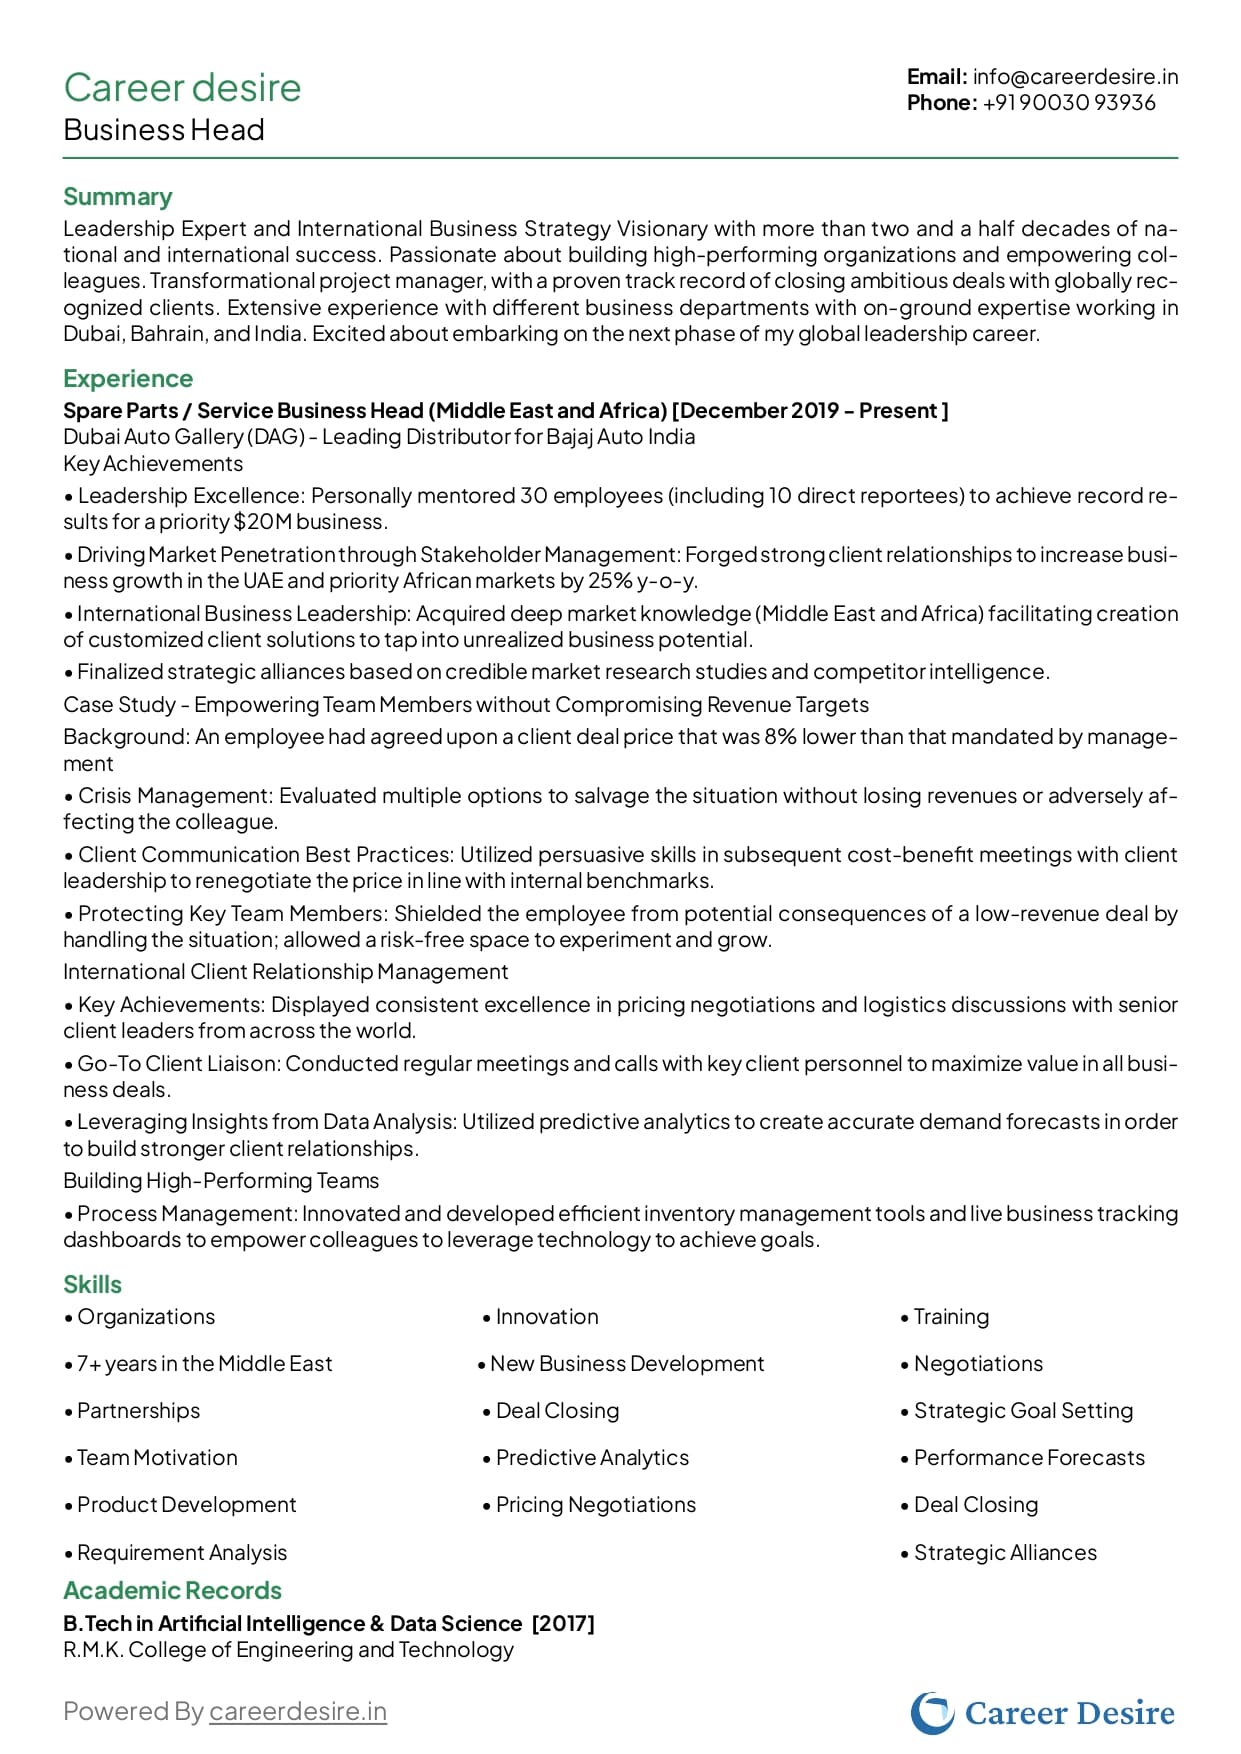 Career desire
Business Head
Email: info@careerdesire.in
Phone: +91 90030 93936
Summary
Leadership Expert and International Business Strategy Visionary with more than two and a half decades of na-
tional and international success. Passionate about building high-performing organizations and empowering col-
leagues. Transformational project manager, with a proven track record of closing ambitious deals with globally rec-
ognized clients. Extensive experience with different business departments with on-ground expertise working in
Dubai, Bahrain, and India. Excited about embarking on the next phase of my global leadership career.
Experience
Spare Parts / Service Business Head (Middle East and Africa) [December 2019 - Present ]
Dubai Auto Gallery (DAG) - Leading Distributor for Bajaj Auto India
Key Achievements
• Leadership Excellence: Personally mentored 30 employees (including 10 direct reportees) to achieve record re-
sults for a priority $20M business.
• Driving Market Penetration through Stakeholder Management: Forged strong client relationships to increase busi-
ness growth in the UAE and priority African markets by 25% y-o-y.
• International Business Leadership: Acquired deep market knowledge (Middle East and Africa) facilitating creation
of customized client solutions to tap into unrealized business potential.
• Finalized strategic alliances based on credible market research studies and competitor intelligence.
Case Study - Empowering Team Members without Compromising Revenue Targets
Background: An employee had agreed upon a client deal price that was 8% lower than that mandated by manage-
ment
• Crisis Management: Evaluated multiple options to salvage the situation without losing revenues or adversely af-
fecting the colleague.
• Client Communication Best Practices: Utilized persuasive skills in subsequent cost-benefit meetings with client
leadership to renegotiate the price in line with internal benchmarks.
• Protecting Key Team Members: Shielded the employee from potential consequences of a low-revenue deal by
handling the situation; allowed a risk-free space to experiment and grow.
International Client Relationship Management
• Key Achievements: Displayed consistent excellence in pricing negotiations and logistics discussions with senior
client leaders from across the world.
• Go-To Client Liaison: Conducted regular meetings and calls with key client personnel to maximize value in all busi-
ness deals.
• Leveraging Insights from Data Analysis: Utilized predictive analytics to create accurate demand forecasts in order
to build stronger client relationships.
Building High-Performing Teams
• Process Management: Innovated and developed efficient inventory management tools and live business tracking
dashboards to empower colleagues to leverage technology to achieve goals.
Skills
• Organizations • Innovation • Training
• 7+ years in the Middle East • New Business Development • Negotiations
• Partnerships • Deal Closing • Strategic Goal Setting
• Team Motivation • Predictive Analytics • Performance Forecasts
• Product Development • Pricing Negotiations • Deal Closing
• Requirement Analysis • Strategic Alliances
Academic Records
B.Tech in Artificial Intelligence & Data Science [2017]
R.M.K. College of Engineering and Technology
Powered By careerdesire.in
Career Desire